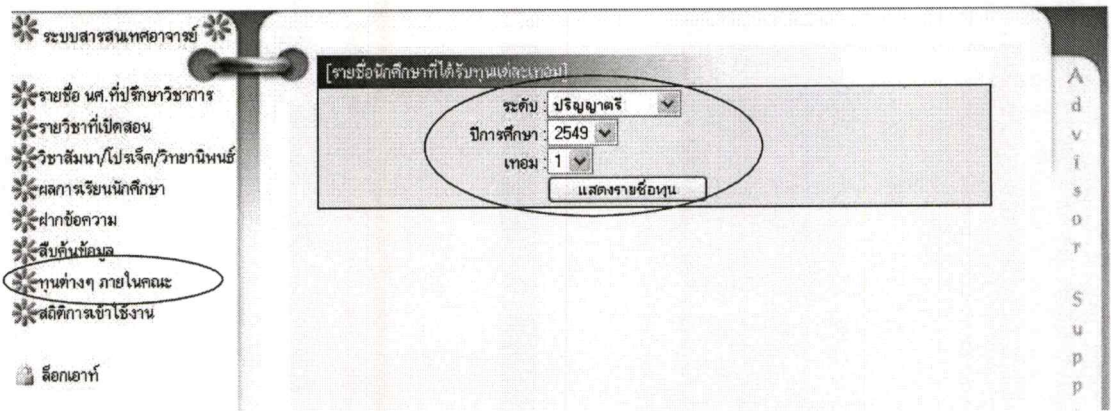 ระบบสารสนเทศอาจารย์
รายชื่อ นศ.ที่ปรึกษาวิชาการ
รายวิชาที่เปิดสอน
วิชาสัมนา/โปรเจ็ค/วิทยานิพนธ์
ผลการเรียนนักศึกษา
ฝากข้อความ
สืบค้นข้อมูล
ทุนต่างๆ ภายในคณะ
สถิติการเข้าใช้งาน
ล็อกเอาท์
[รายชื่อนักศึกษาที่ได้รับทุนแต่ละเทอม]
ระดับ : ปริญญาตรี
ปีการศึกษา : 2549
เทอม : 1
แสดงรายชื่อทุน
Advisor Supp